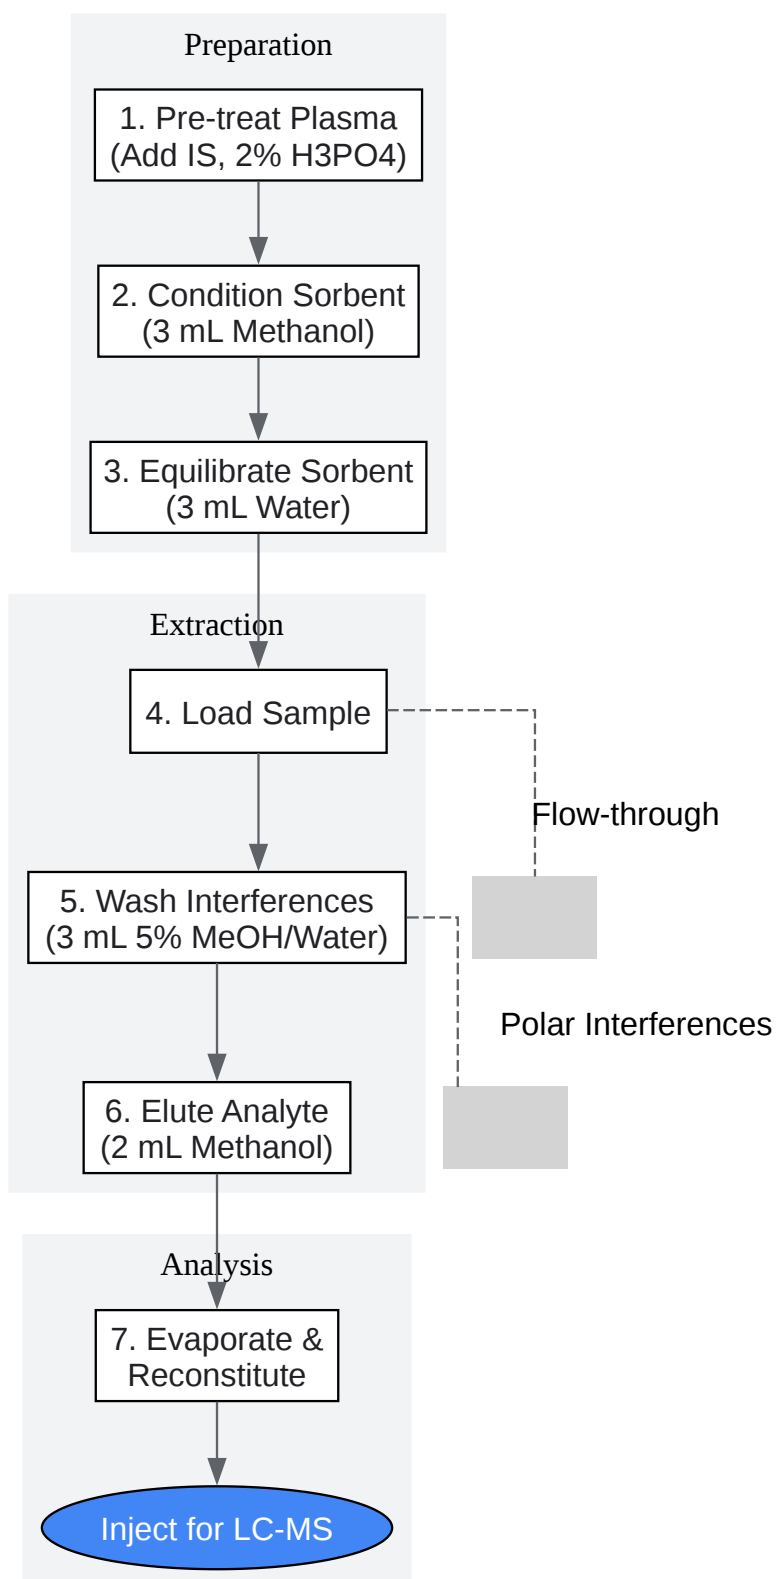 Preparation
1. Pre-treat Plasma
(Add IS, 2% H3PO4)
2. Condition Sorbent
(3 mL Methanol)
3. Equilibrate Sorbent
(3 mL Water)
Extraction
4. Load Sample
Flow-through
5. Wash Interferences
(3 mL 5% MeOH/Water)
Polar Interferences
6. Elute Analyte
(2 mL Methanol)
Analysis
7. Evaporate &
Reconstitute
Inject for LC-MS